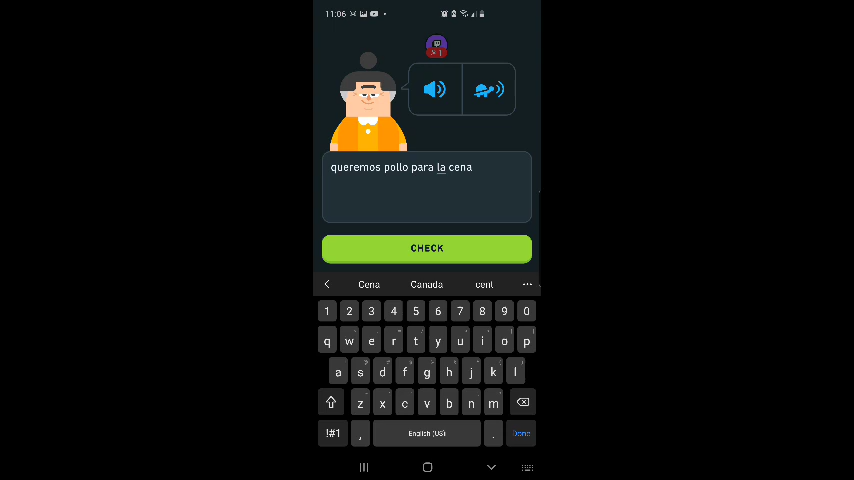 11:06
queremos pollo para la cena
CHECK
Cena Canada cent
1 2 3 4 5 6 7 8 9 0
q w e r t y u i o p
a s d f g h j k l
z x c v b n m
!#1 , English (US) . Done